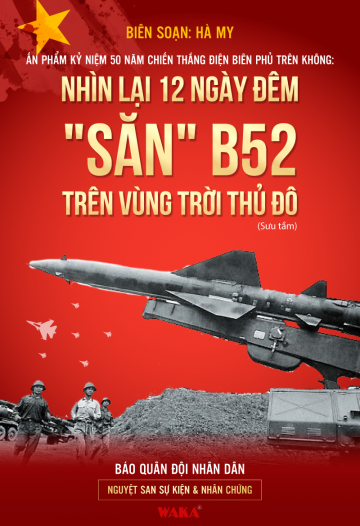 BIÊN SOẠN: HÀ MY
ẤN PHẨM KỶ NIỆM 50 NĂM CHIẾN THẮNG ĐIỆN BIÊN PHỦ TRÊN KHÔNG:
NHÌN LẠI 12 NGÀY ĐÊM
"SĂN" B52
TRÊN VÙNG TRỜI THỦ ĐÔ
(Sưu tầm)
BÁO QUÂN ĐỘI NHÂN DÂN
NGUYỆT SAN SỰ KIỆN & NHÂN CHỨNG
WAKA